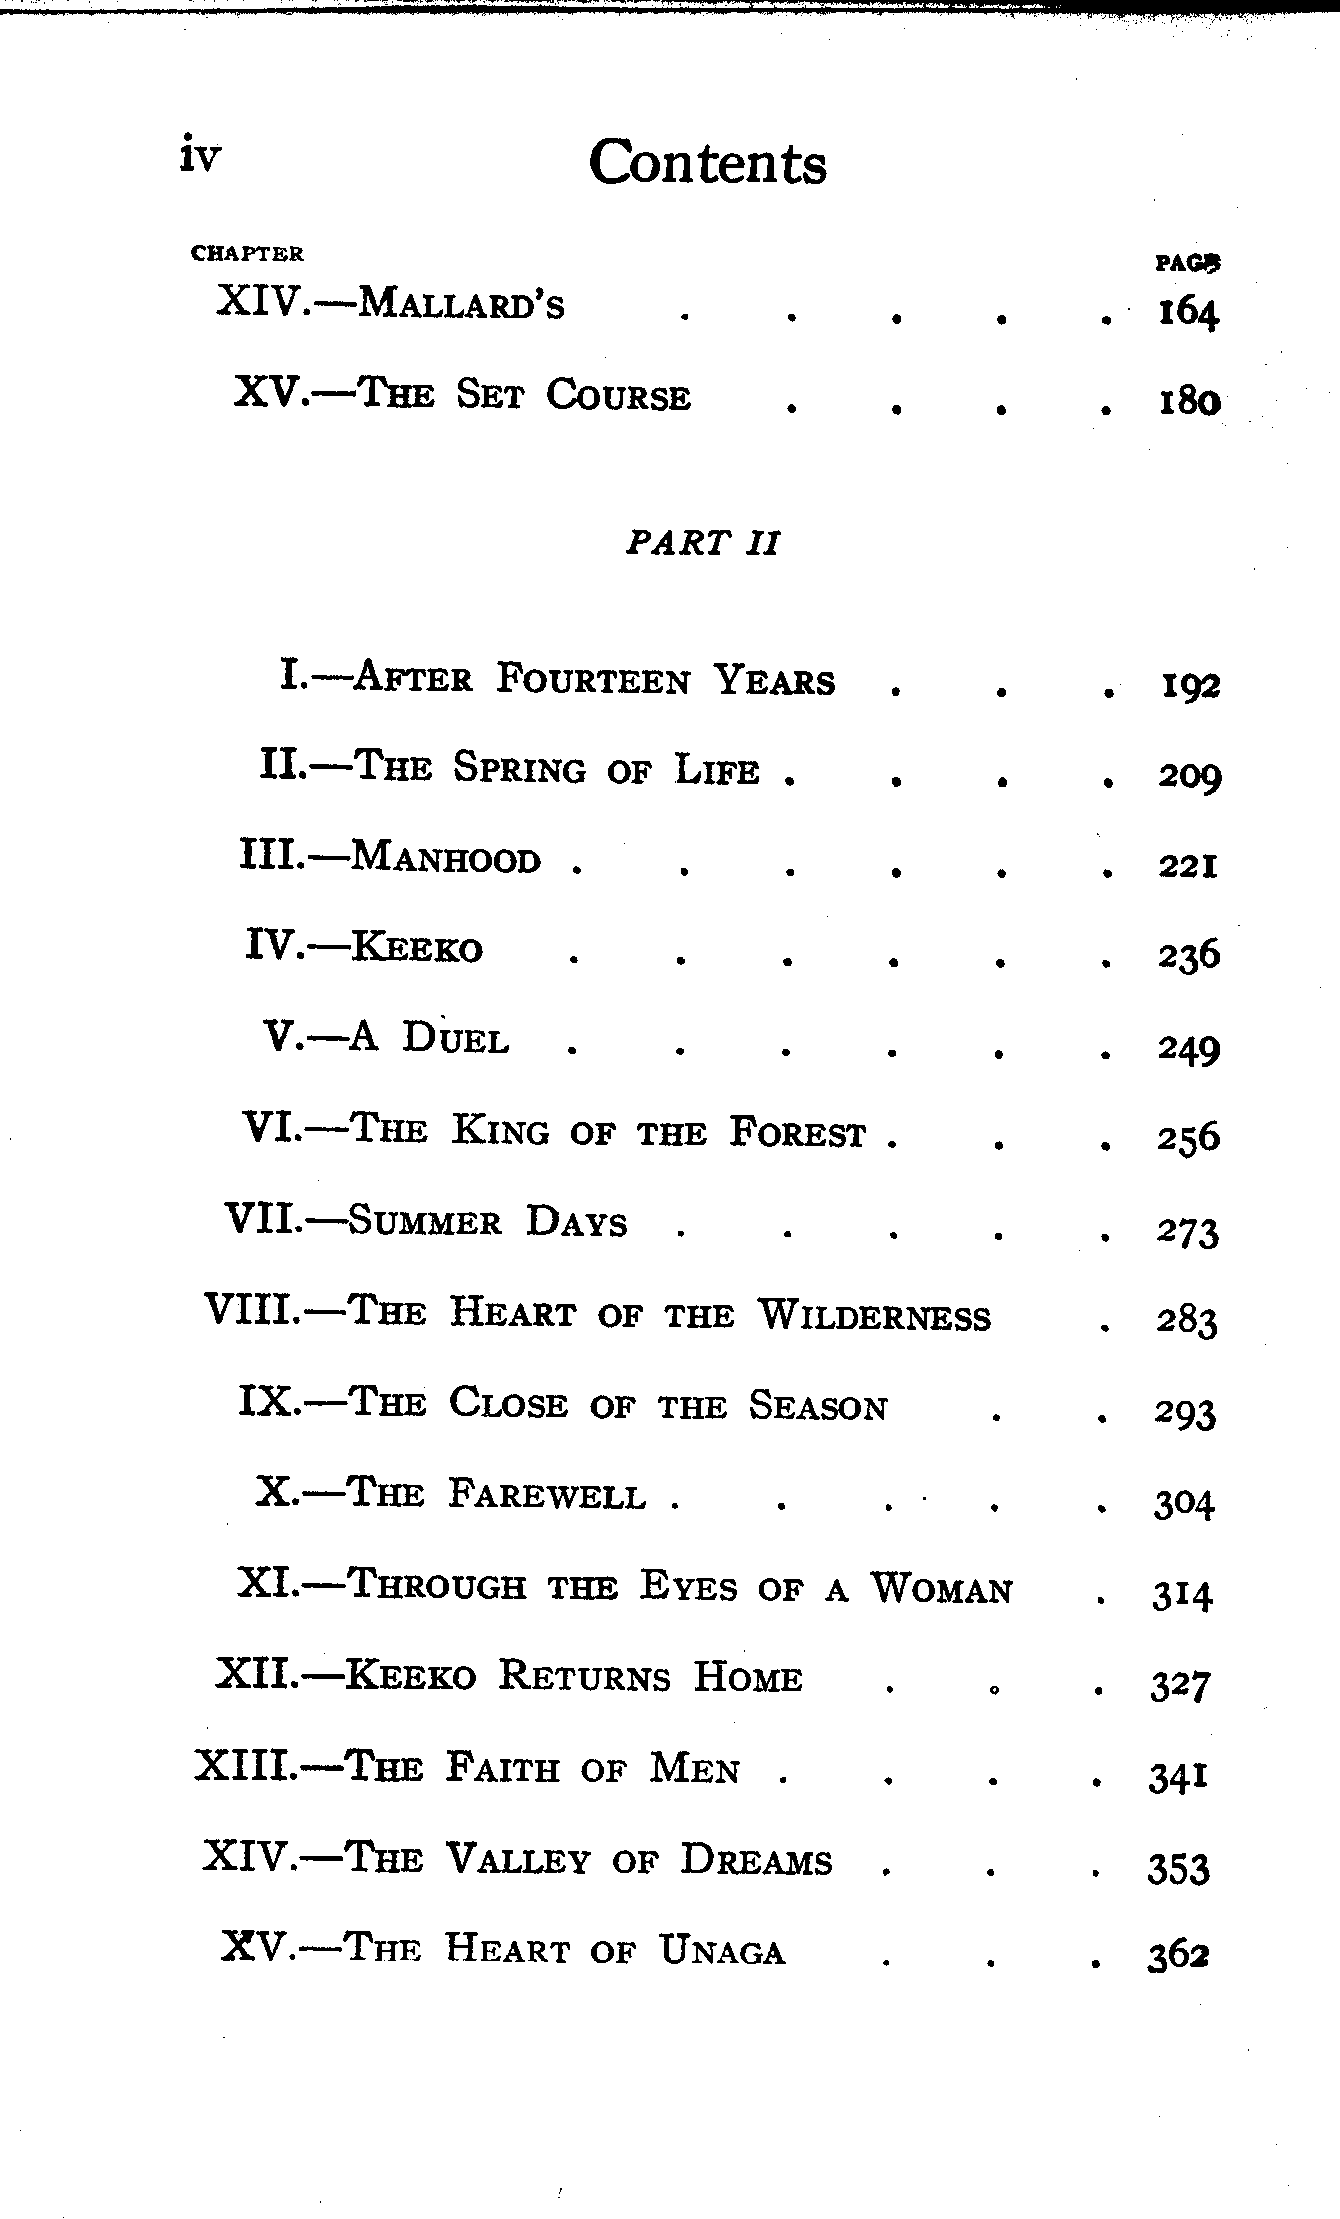 iv Contents
CHAPTER PAGE
XIV.—MALLARD'S . . . . . 164
XV.—THE SET COURSE . . . . 180
PART II
I.—AFTER FOURTEEN YEARS . . . 192
II.—THE SPRING OF LIFE . . . . 209
III.—MANHOOD . . . . . . 221
IV.—KEEKO . . . . . . 236
V.—A DUEL . . . . . . 249
VI.—THE KING OF THE FOREST . . . 256
VII.—SUMMER DAYS . . . . . 273
VIII.—THE HEART OF THE WILDERNESS . 283
IX.—THE CLOSE OF THE SEASON . . 293
X.—THE FAREWELL . . . . . 304
XI.—THROUGH THE EYES OF A WOMAN . 314
XII.—KEEKO RETURNS HOME . . . 327
XIII.—THE FAITH OF MEN . . . . 341
XIV.—THE VALLEY OF DREAMS . . . 353
XV.—THE HEART OF UNAGA . . . 362